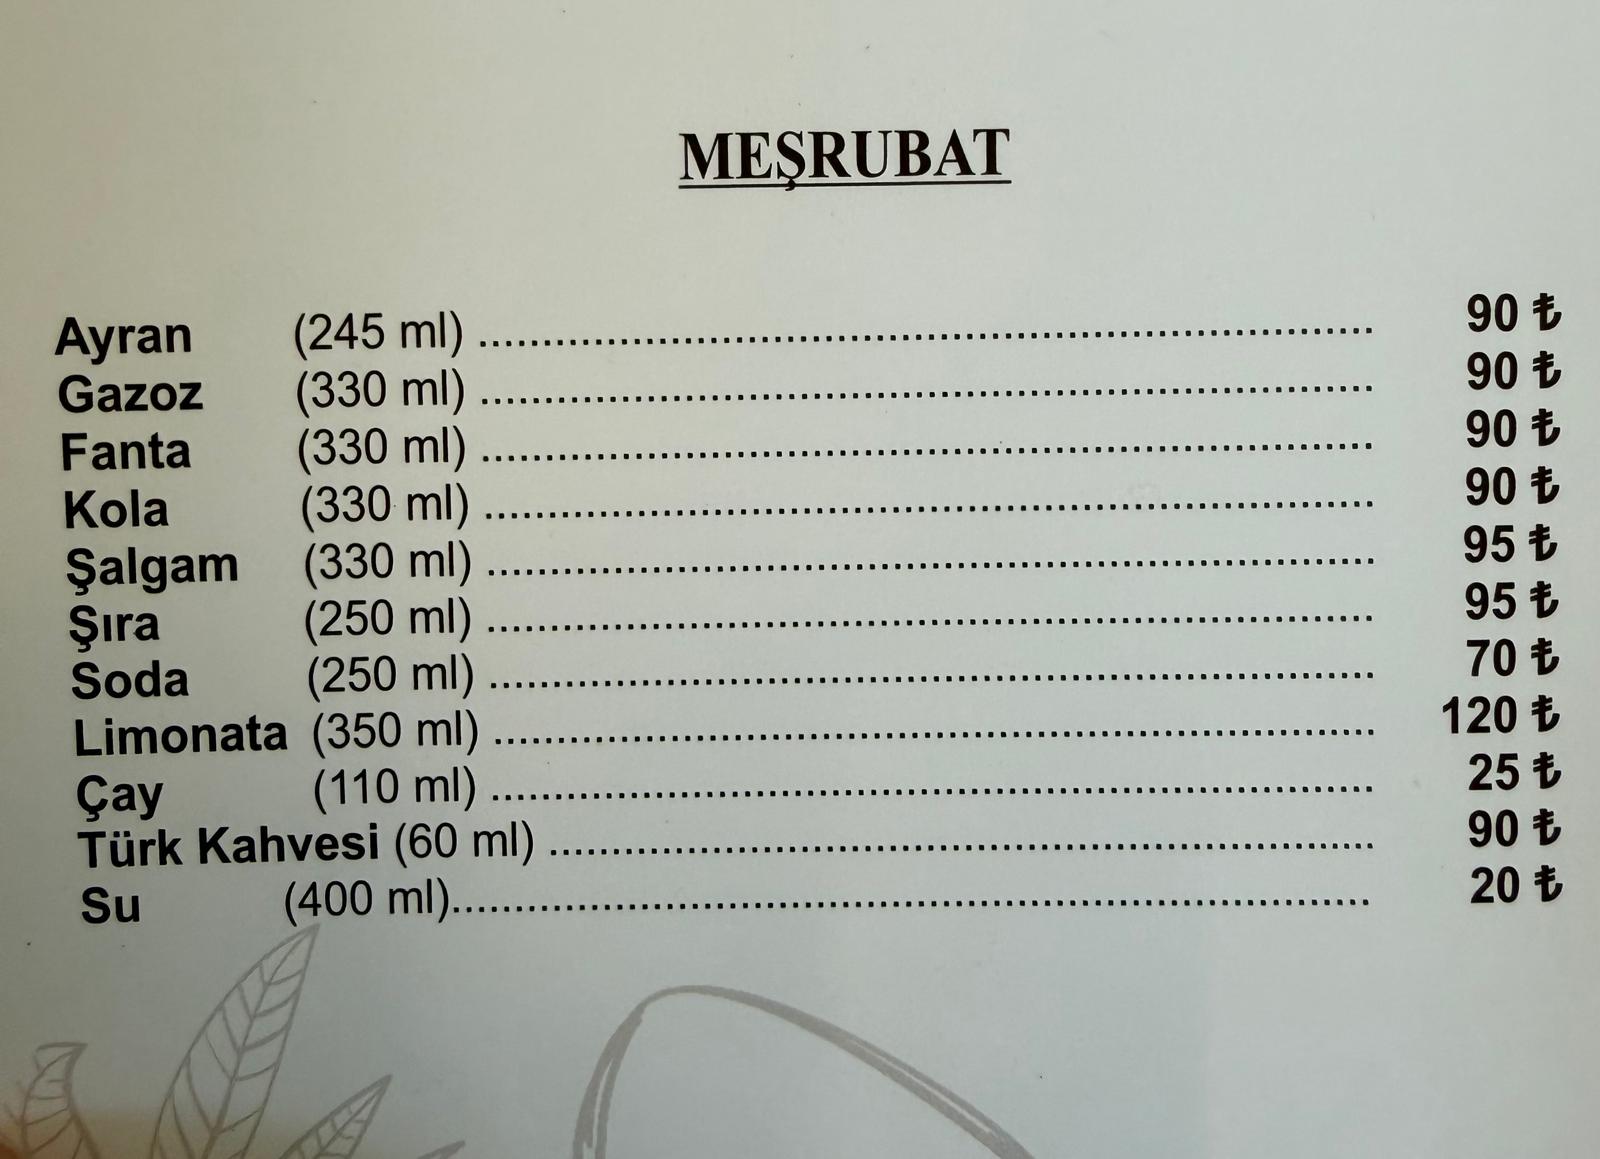 MEŞRUBAT
Ayran (245 ml) ........................................ 90 ₺
Gazoz (330 ml) ........................................ 90 ₺
Fanta (330 ml) ........................................ 90 ₺
Kola (330 ml) ........................................ 90 ₺
Şalgam (330 ml) ........................................ 95 ₺
Şıra (250 ml) ........................................ 95 ₺
Soda (250 ml) ........................................ 70 ₺
Limonata (350 ml) ........................................ 120 ₺
Çay (110 ml) ........................................ 25 ₺
Türk Kahvesi (60 ml) ........................................ 90 ₺
Su (400 ml)........................................ 20 ₺